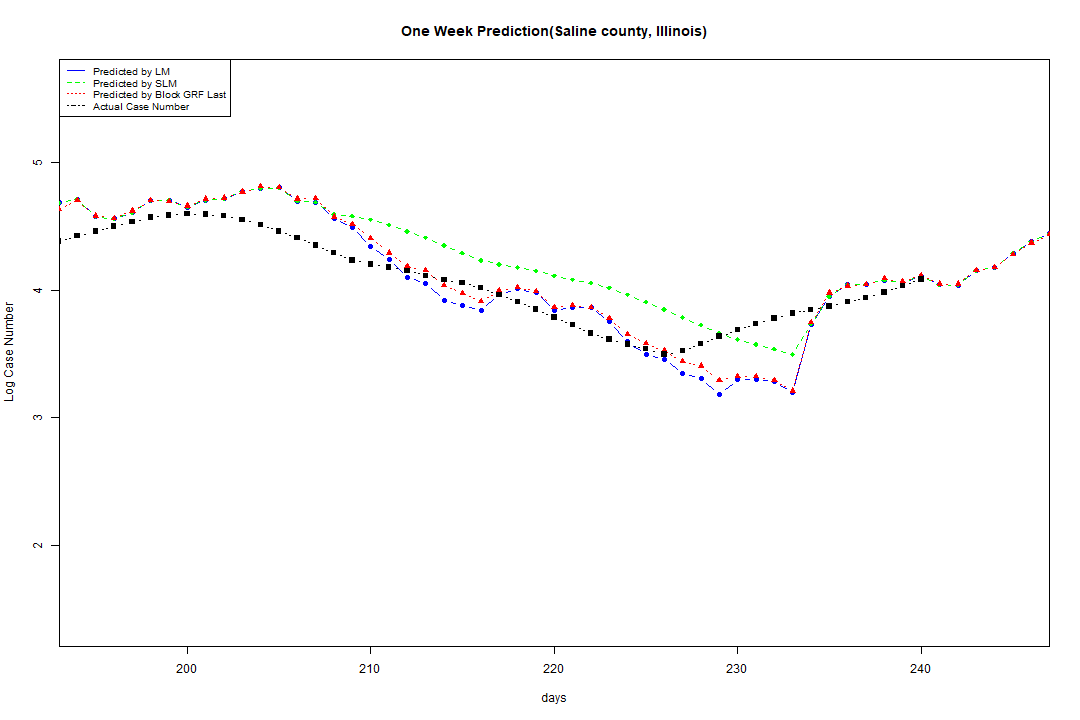 One Week Prediction(Saline county, Illinois)
Predicted by LM
Predicted by SLM
Predicted by Block GRF Last
Actual Case Number
5
4
3
2
Log Case Number
200 210 220 230 240
days